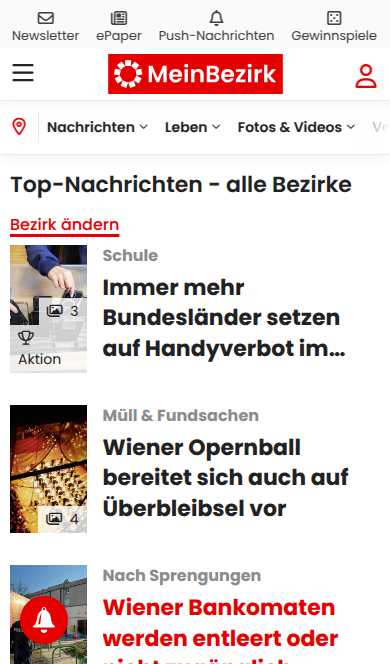 Newsletter ePaper Push-Nachrichten Gewinnspiele
MeinBezirk
Nachrichten Leben Fotos & Videos
Top-Nachrichten - alle Bezirke
Bezirk ändern
Schule
Immer mehr
Bundesländer setzen
auf Handyverbot im...
3
Aktion
Müll & Fundsachen
Wiener Opernball
bereitet sich auch auf
Überbleibsel vor
4
Nach Sprengungen
Wiener Bankomaten
werden entleert oder
nicht zugänglich